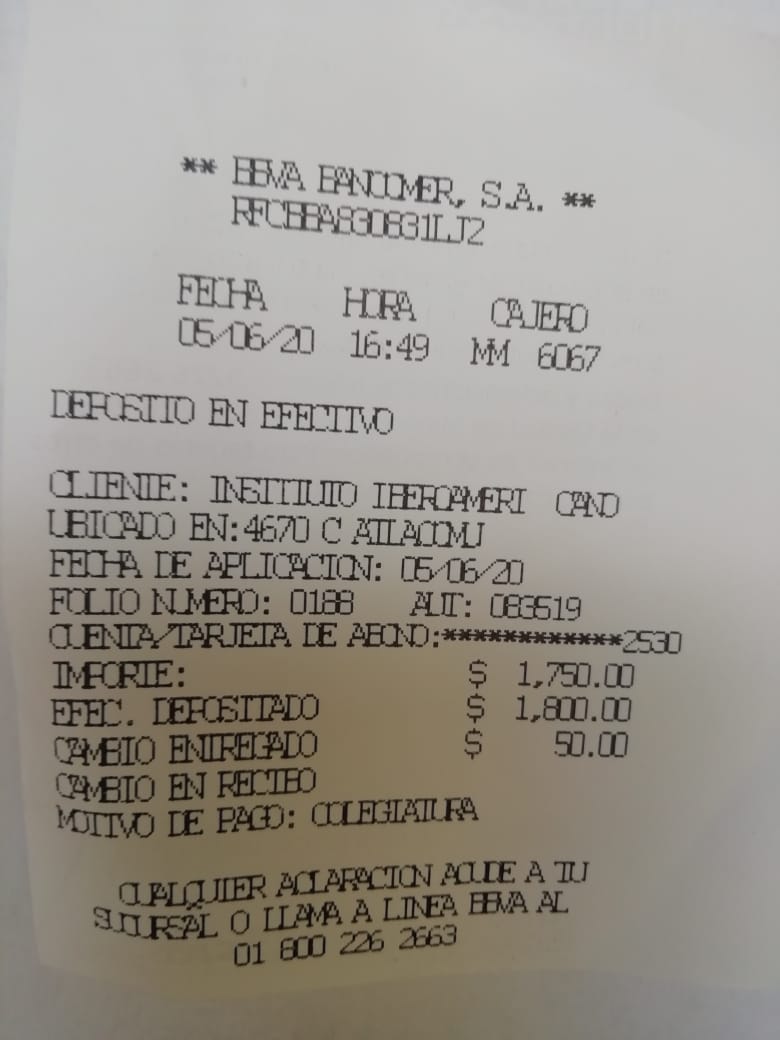 ** BBVA BANCOMER, S.A. **
RFCBBA830831LJ2
FECHA HORA CAJERO
05/06/20 16:49 MM 6067
DEPOSITO EN EFECTIVO
CLIENTE: INSTITUTO IBEROAMERI CANO
UBICADO EN:4670 C ATLACOMU
FECHA DE APLICACION: 05/06/20
FOLIO NUMERO: 0188 AUT: 083519
CUENTA/TARJETA DE ABONO:************2530
IMPORTE: $ 1,750.00
EFEC. DEPOSITADO $ 1,800.00
CAMBIO ENTREGADO $ 50.00
CAMBIO EN RECIBO
MOTIVO DE PAGO: COLEGIATURA
CUALQUIER ACLARACION ACUDE A TU
SUCURSAL O LLAMA A LINEA BBVA AL
01 800 226 2663